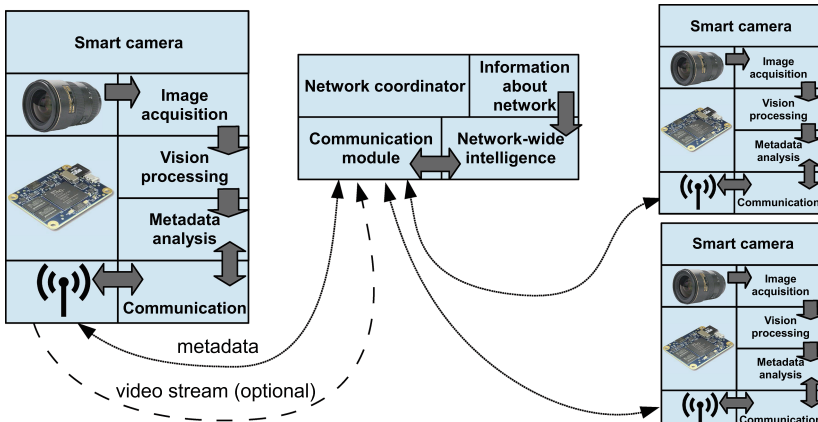 Smart camera
Image
acquisition
Vision
processing
Metadata
analysis
Communication
Network coordinator
Information
about
network
Communication
module
Network-wide
intelligence
metadata
video stream (optional)
Smart camera
Image
acquisition
Vision
processing
Metadata
analysis
Communication
Smart camera
Image
acquisition
Vision
processing
Metadata
analysis
Communication